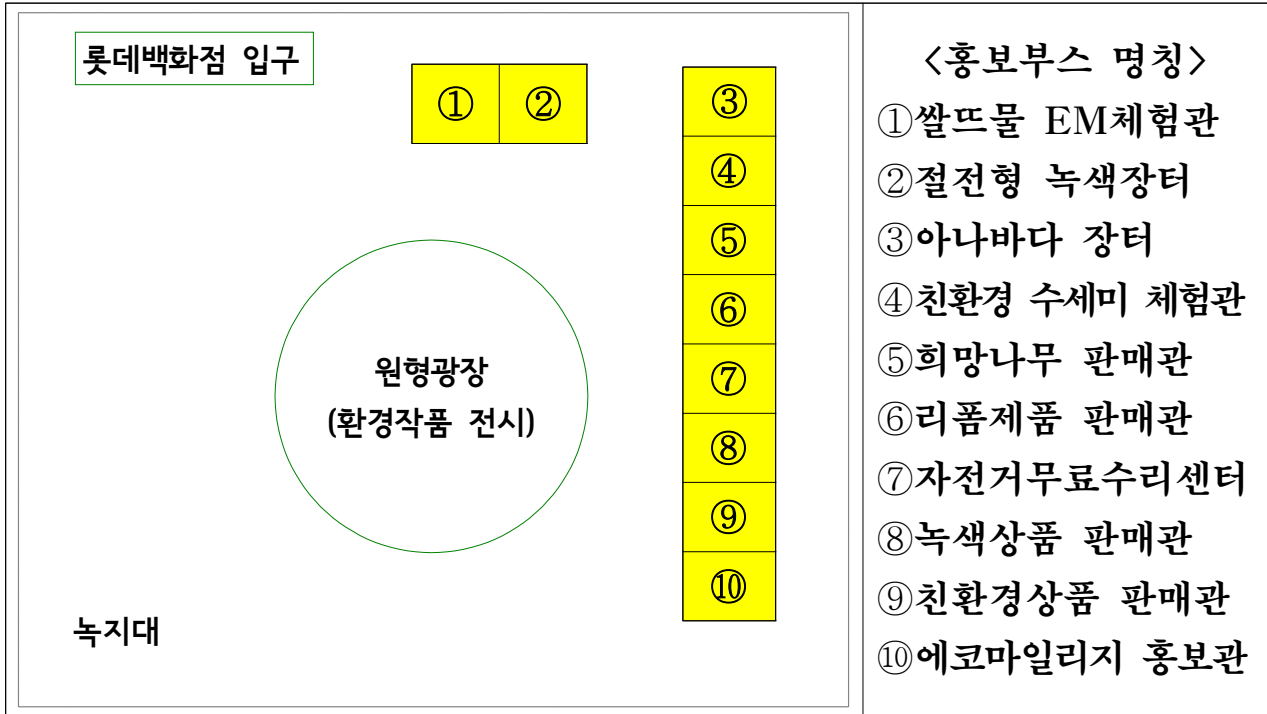 롯데백화점 입구
① ②
③
④
⑤
⑥
⑦
⑧
⑨
⑩
원형광장
(환경작품 전시)
녹지대
<홍보부스 명칭>
①쌀뜨물 EM체험관
②절전형 녹색장터
③아나바다 장터
④친환경 수세미 체험관
⑤희망나무 판매관
⑥리폼제품 판매관
⑦자전거무료수리센터
⑧녹색상품 판매관
⑨친환경상품 판매관
⑩에코마일리지 홍보관